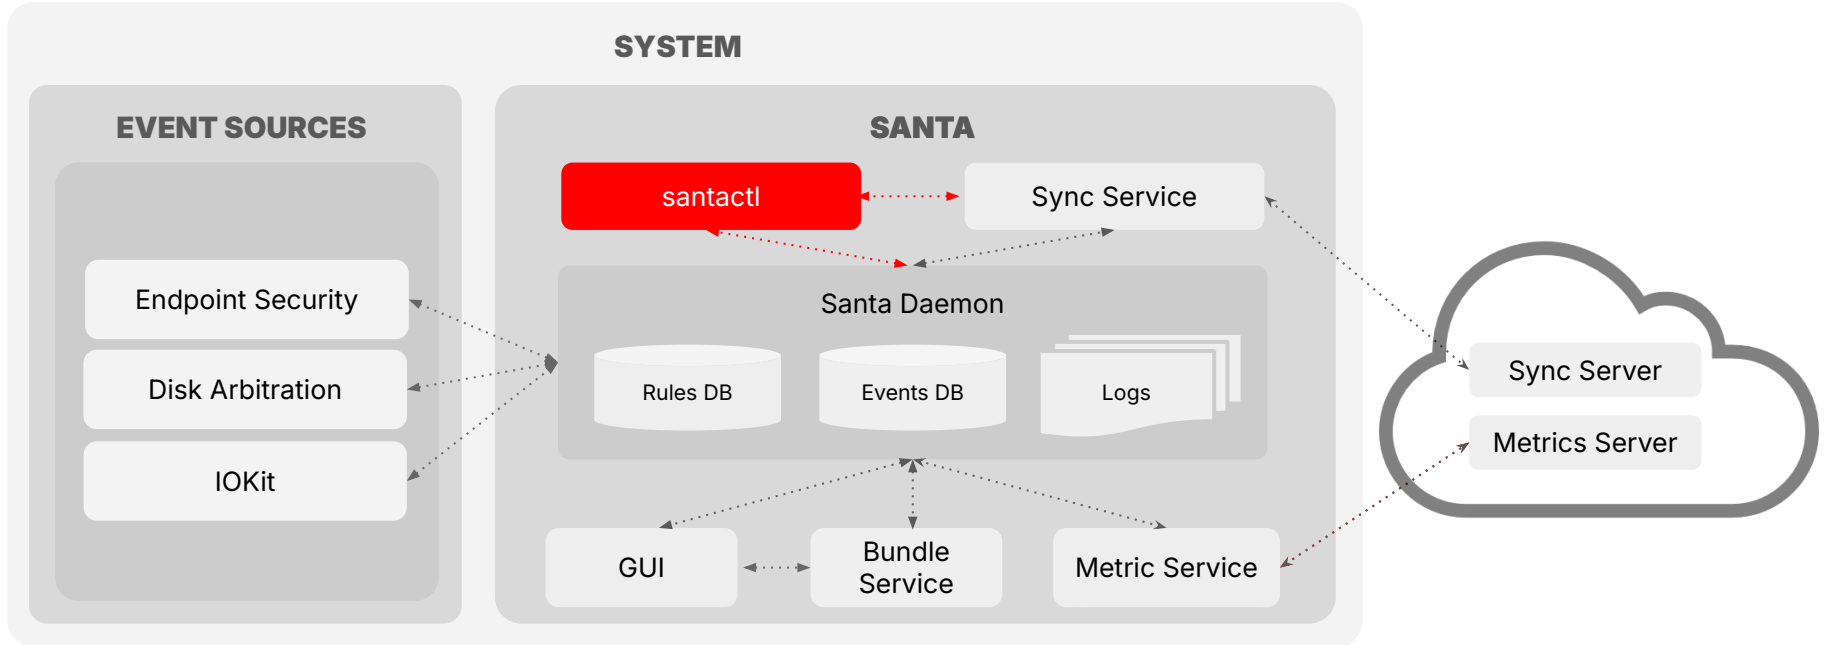 SYSTEM
EVENT SOURCES
Endpoint Security
Disk Arbitration
IOKit
SANTA
santactl
Sync Service
Santa Daemon
Rules DB
Events DB
Logs
GUI
Bundle
Service
Metric Service
Sync Server
Metrics Server